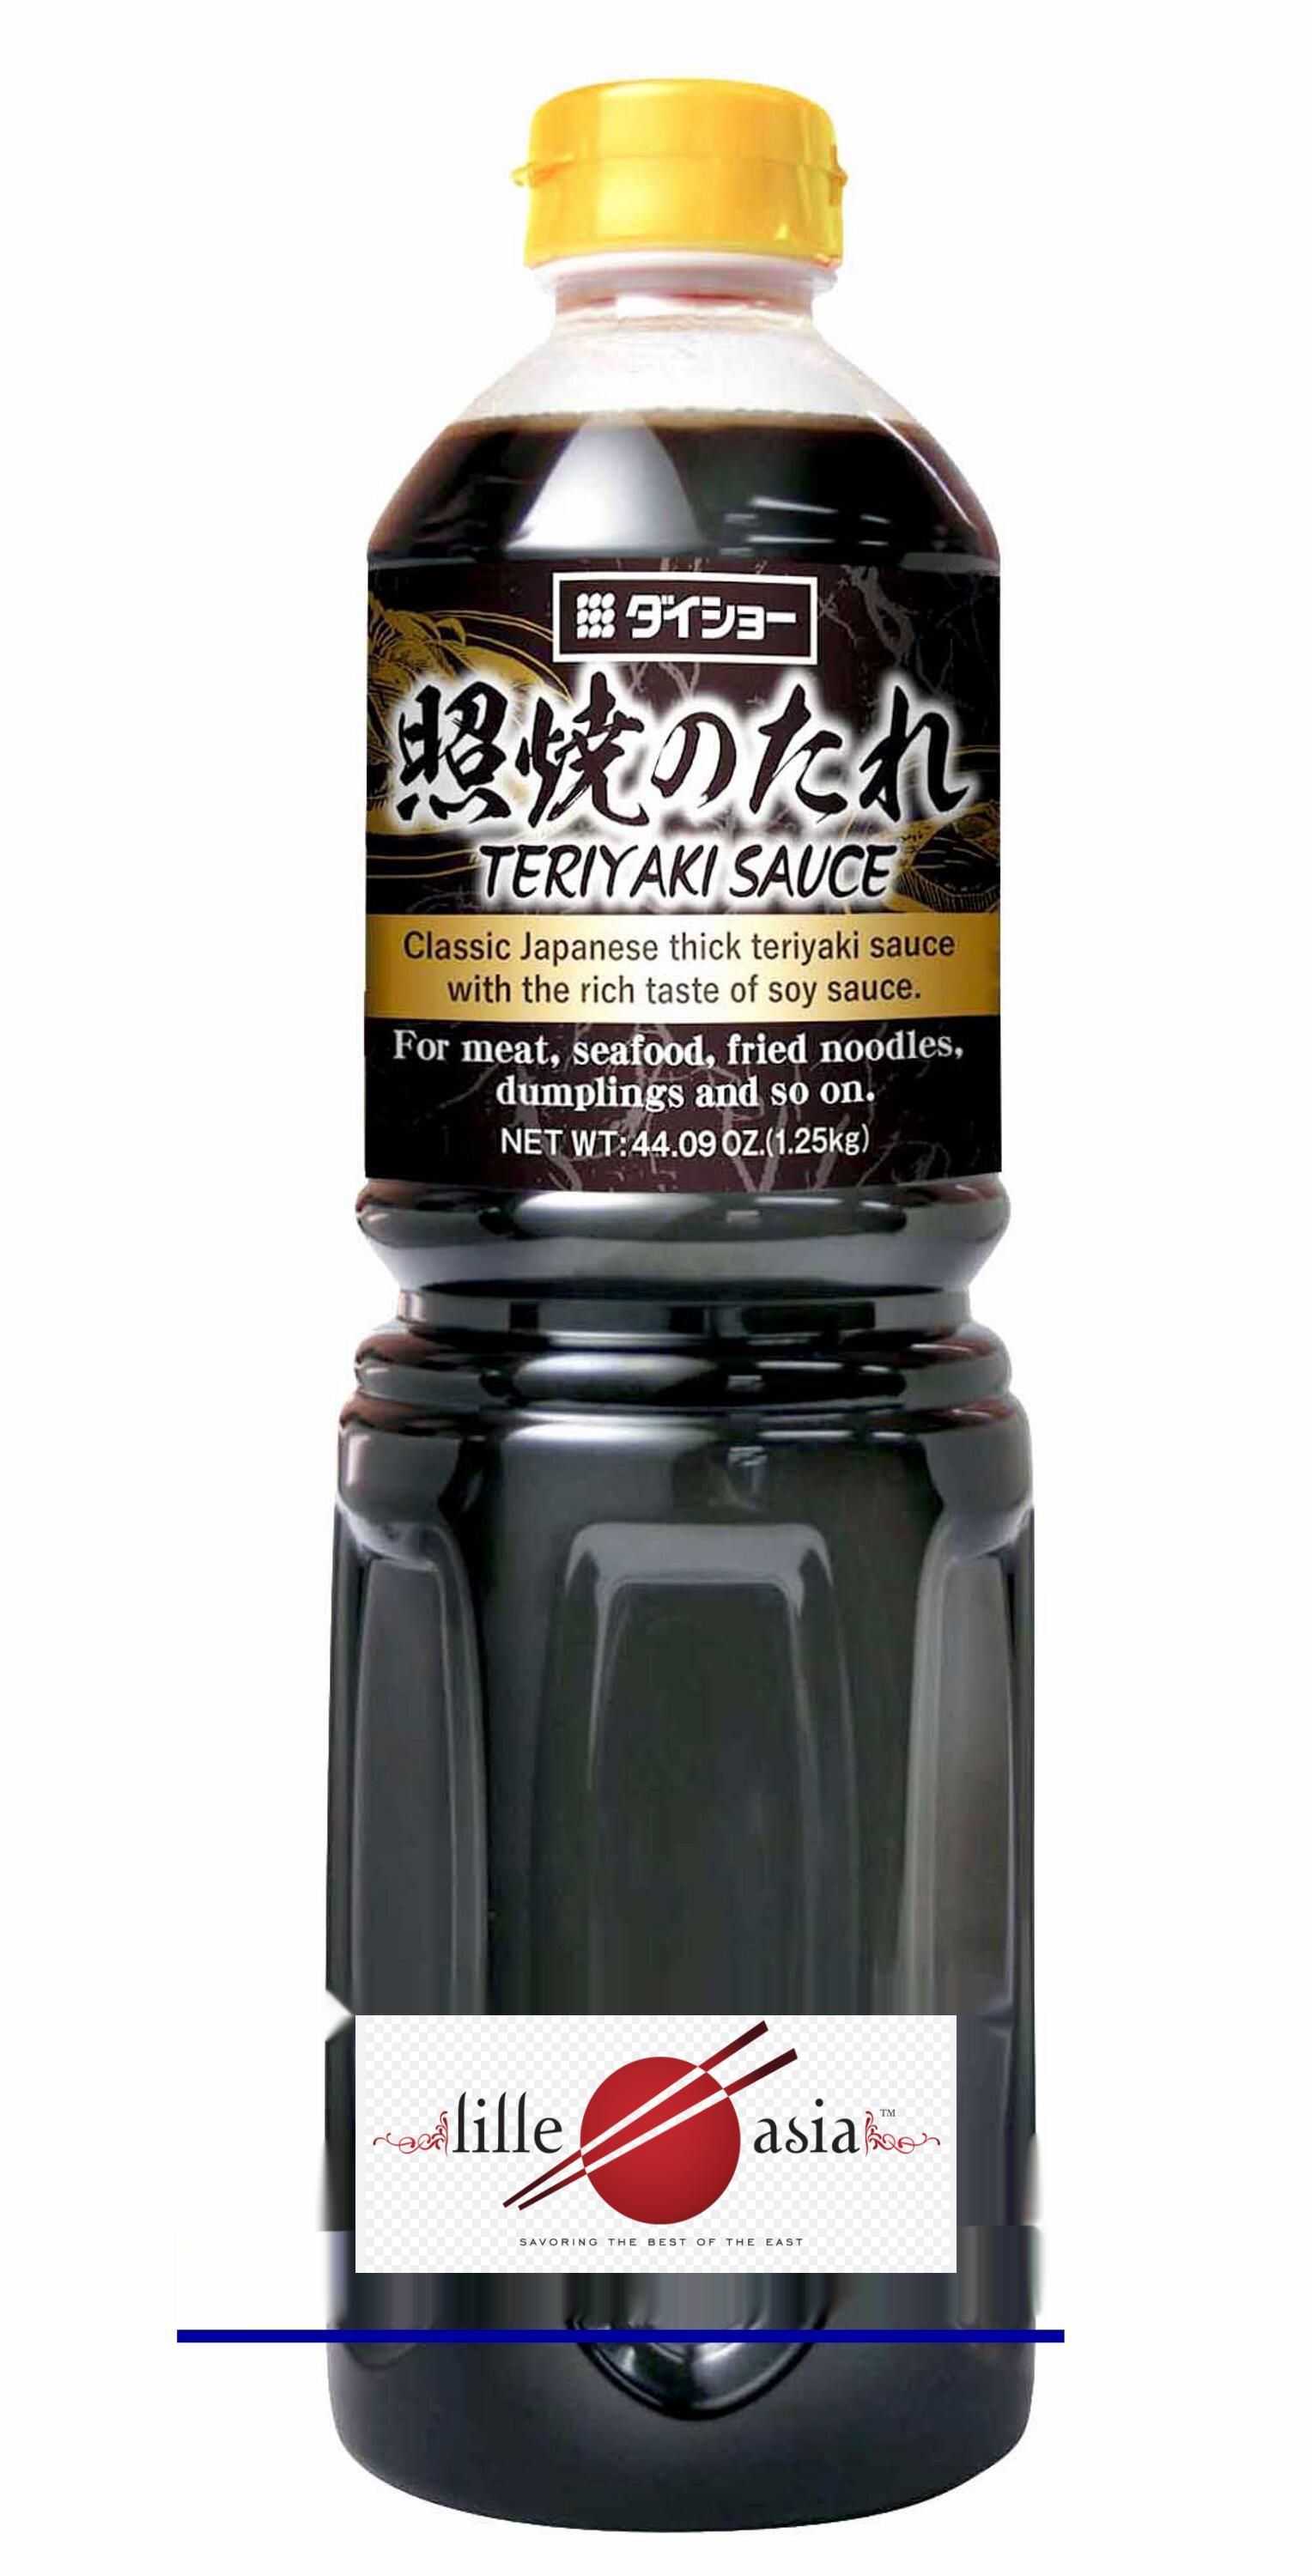 ダイショー
照焼のたれ
TERIYAKI SAUCE
Classic Japanese thick teriyaki sauce
with the rich taste of soy sauce.
For meat, seafood, fried noodles,
dumplings and so on.
NET WT:44.09 OZ.(1.25kg)
lille asia™
SAVORING THE BEST OF THE EAST